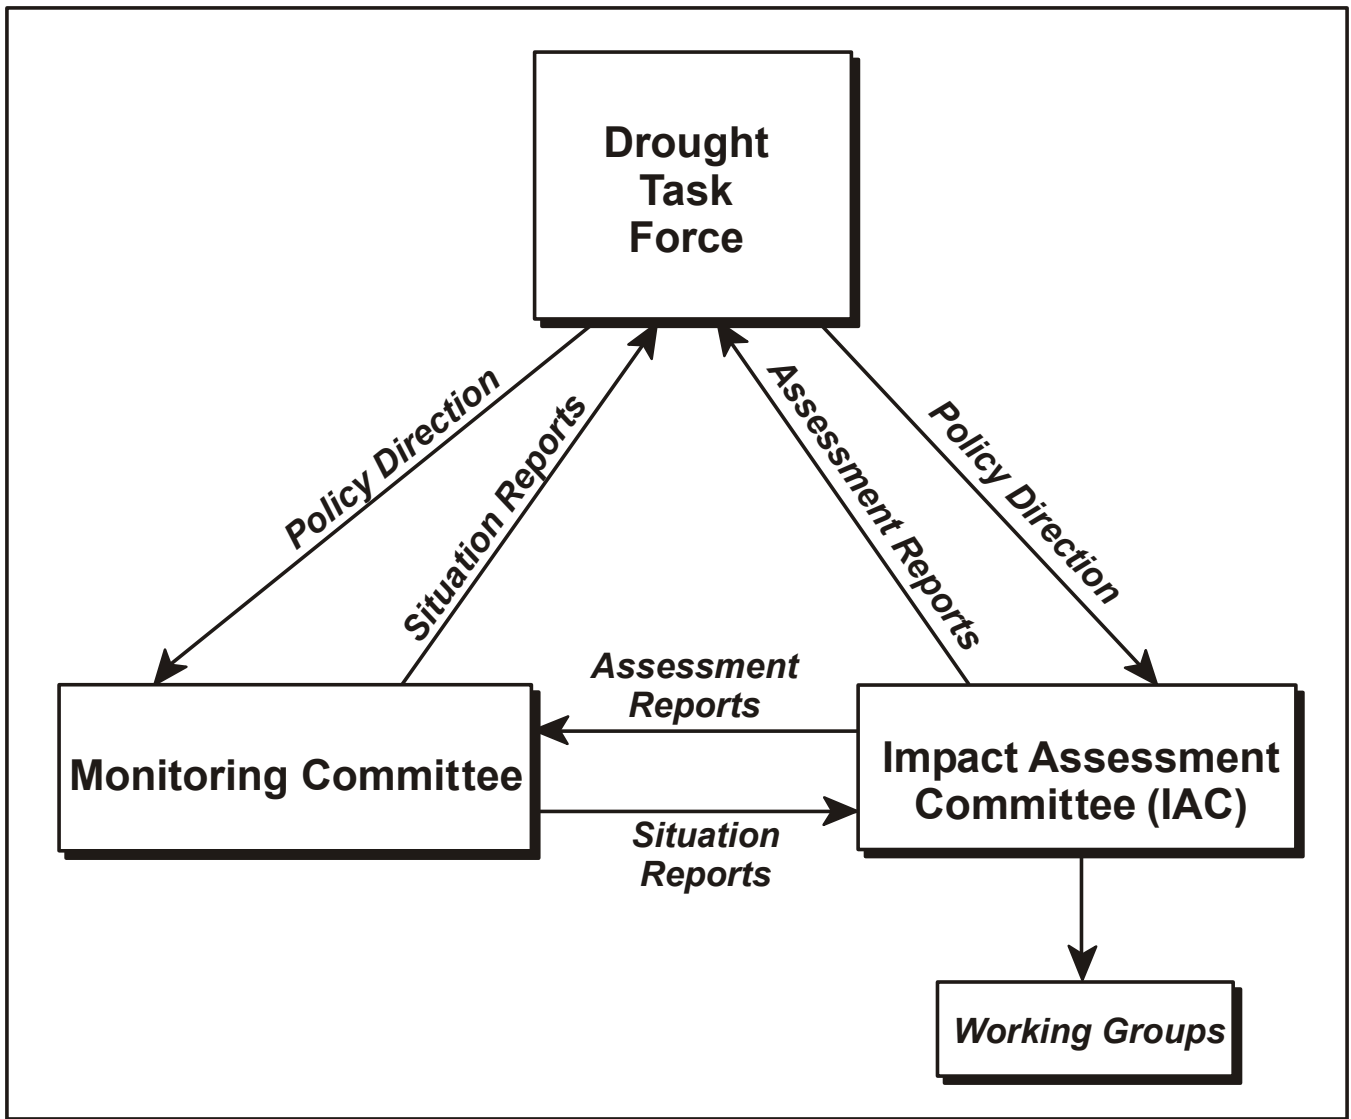 Drought
Task
Force
Policy Direction
Situation Reports
Assessment Reports
Policy Direction
Assessment
Reports
Monitoring Committee
Impact Assessment
Committee (IAC)
Situation
Reports
Working Groups